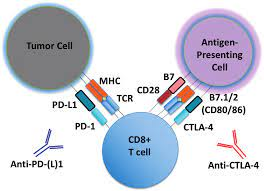 Tumor Cell
Antigen-
Presenting
Cell
MHC
B7
PD-L1
TCR
CD28
B7.1/2
(CD80/86)
PD-1
CTLA-4
CD8+
T cell
Anti-PD-(L)1
Anti-CTLA-4